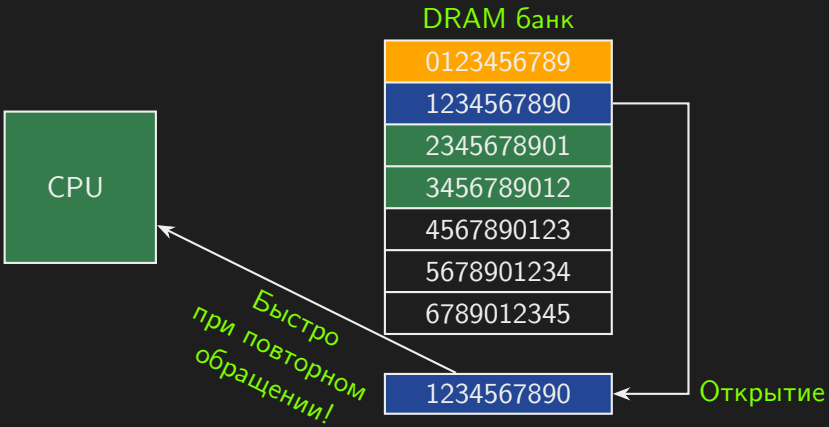 DRAM банк
0123456789
1234567890
2345678901
3456789012
4567890123
5678901234
6789012345
CPU
Быстро
при повторном
обращении!
1234567890
Открытие